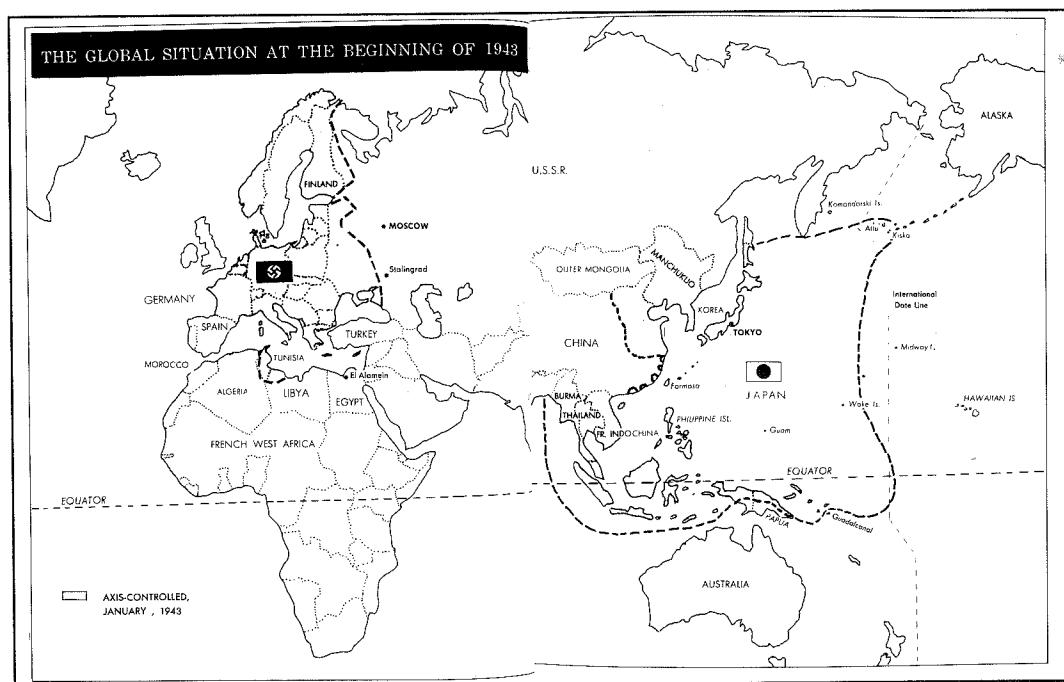 THE GLOBAL SITUATION AT THE BEGINNING OF 1943
ALASKA
U.S.S.R.
FINLAND
Komandorski Is.
MOSCOW
Attu
Kiska
Stalingrad
OUTER MONGOLIA
MANCHUKUO
GERMANY
International
Date Line
KOREA
SPAIN
TURKEY
TOKYO
CHINA
Midway I.
MOROCCO
TUNISIA
El Alamein
JAPAN
ALGERIA
LIBYA
EGYPT
Formosa
BURMA
Wake Is.
HAWAIIAN IS
THAILAND
PHILIPPINE ISL.
Guam
FR. INDOCHINA
FRENCH WEST AFRICA
EQUATOR
EQUATOR
Guadalcanal
PAPUA
AUSTRALIA
AXIS-CONTROLLED,
JANUARY , 1943